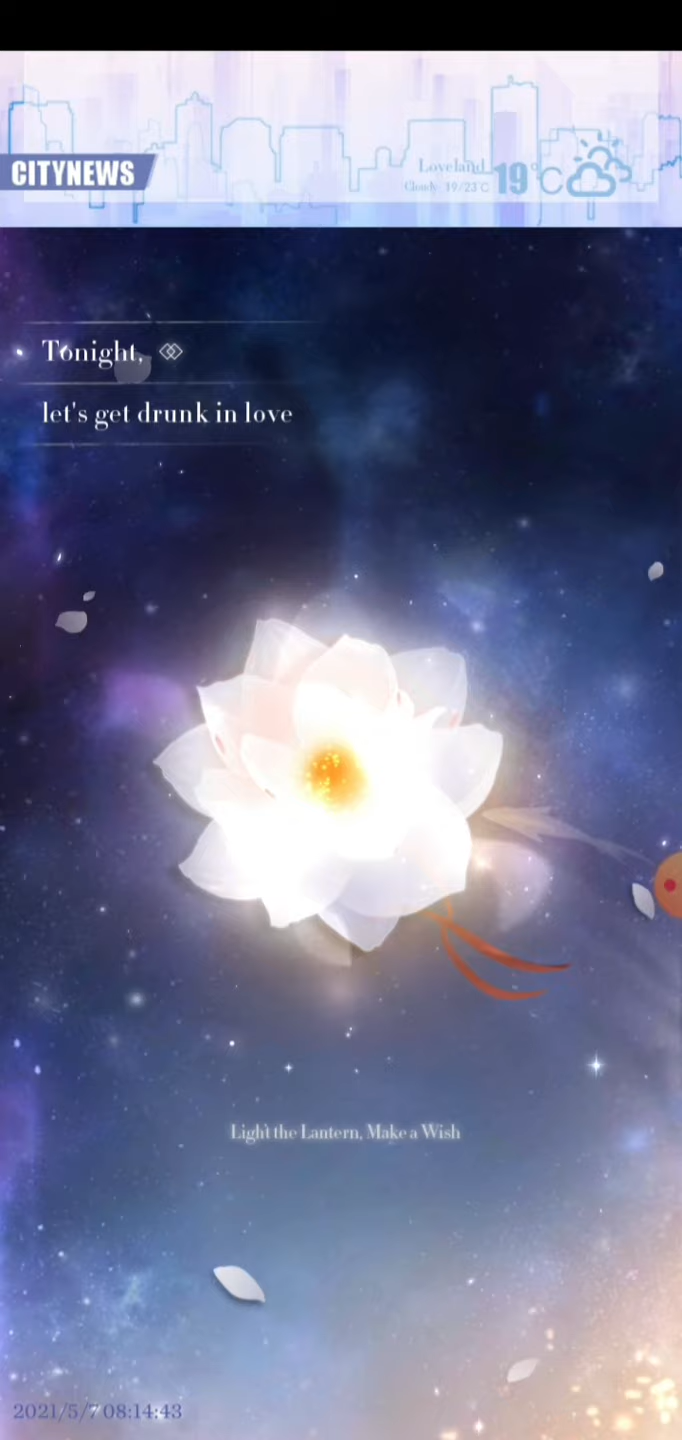 CITYNEWS
Loveland
Cloudy 19/23°C
19°C
Tonight,
let's get drunk in love
Light the Lantern, Make a Wish
2021/5/7 08:14:43